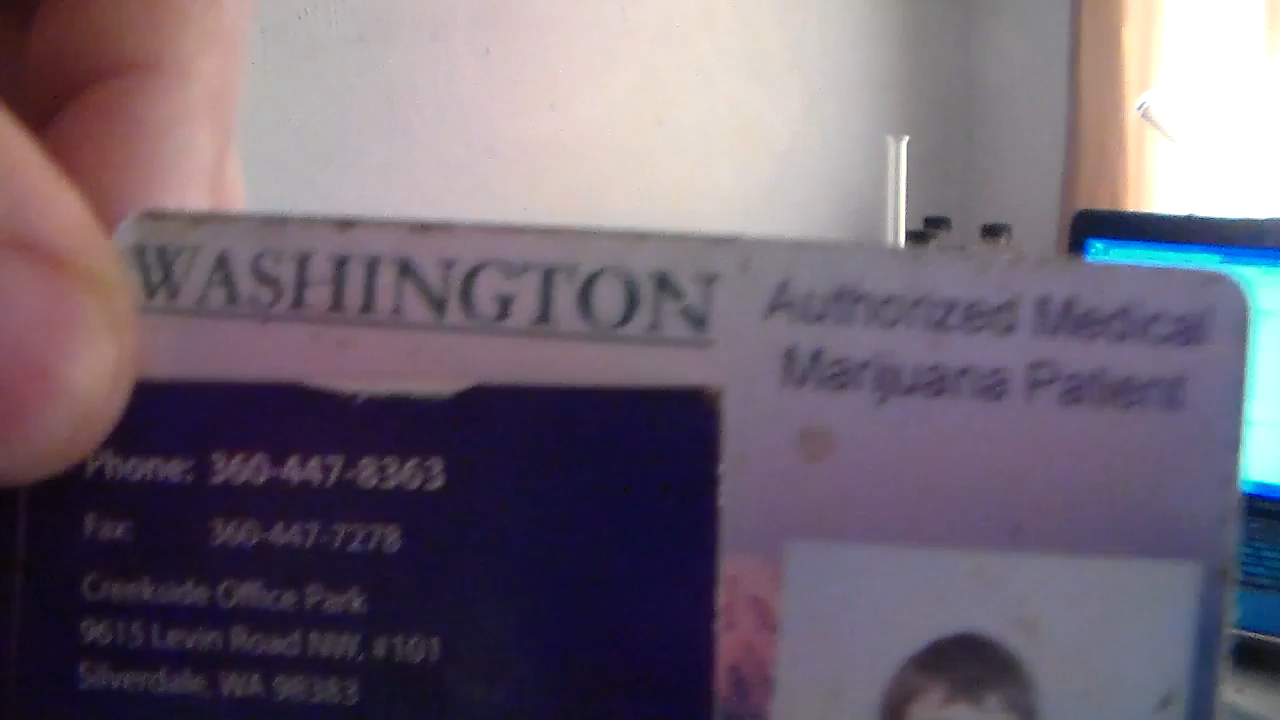 WASHINGTON
Authorized Medical
Marijuana Patient
Phone: 360-447-8363
Fax: 360-447-7278
Creekside Office Park
9615 Levin Road NW, #101
Silverdale, WA 98383